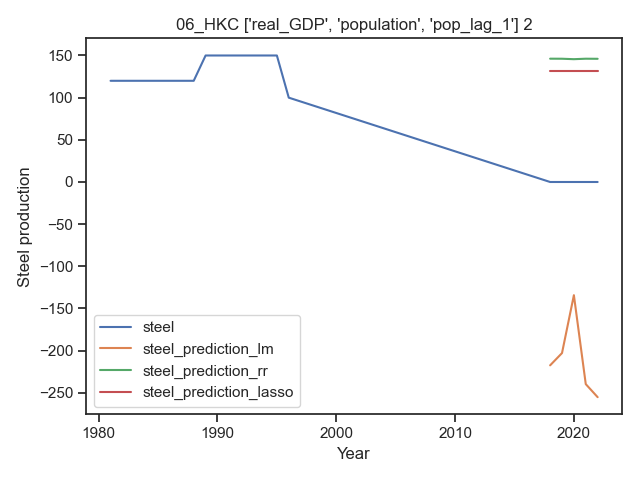 06_HKC ['real_GDP', 'population', 'pop_lag_1'] 2
150
100
50
0
−50
−100
−150
−200
−250
Steel production
steel
steel_prediction_lm
steel_prediction_rr
steel_prediction_lasso
1980
1990
2000
2010
2020
Year